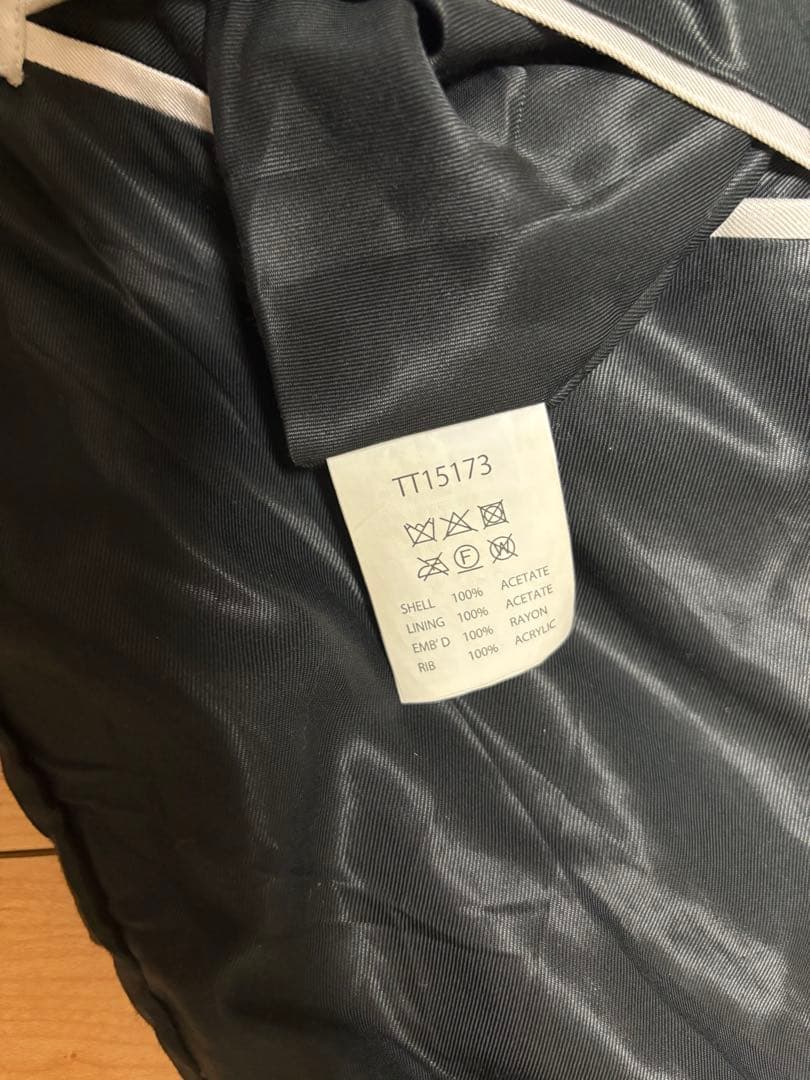 TT15173
F W
SHELL 100% ACETATE
LINING 100% ACETATE
EMB'D 100% RAYON
RIB 100% ACRYLIC